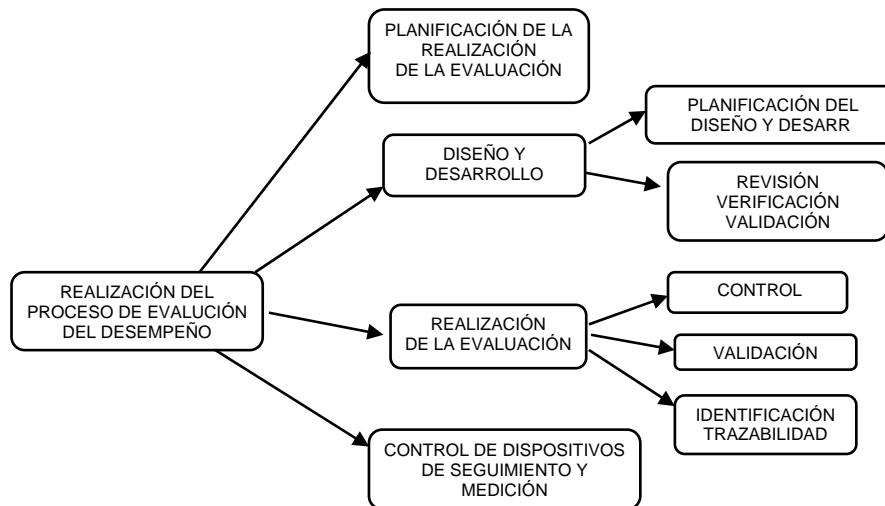 PLANIFICACIÓN DE LA
REALIZACIÓN
DE LA EVALUACIÓN
PLANIFICACIÓN DEL
DISEÑO Y DESARR
DISEÑO Y
DESARROLLO
REVISIÓN
VERIFICACIÓN
VALIDACIÓN
REALIZACIÓN DEL
PROCESO DE EVALUCIÓN
DEL DESEMPEÑO
CONTROL
REALIZACIÓN
DE LA EVALUACIÓN
VALIDACIÓN
IDENTIFICACIÓN
TRAZABILIDAD
CONTROL DE DISPOSITIVOS
DE SEGUIMIENTO Y
MEDICIÓN